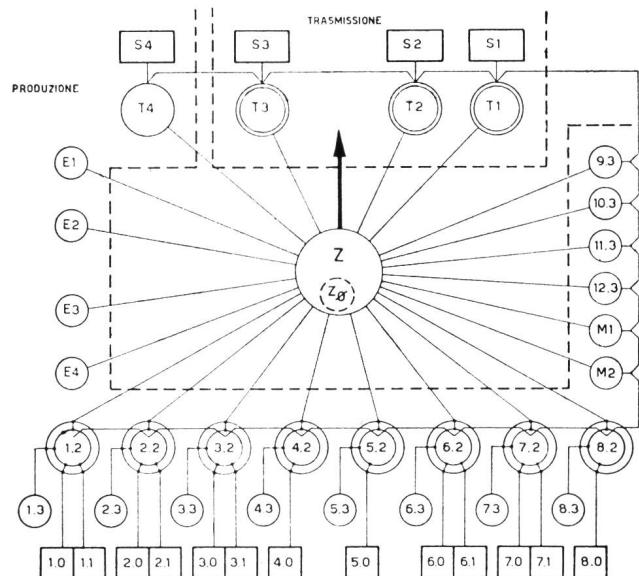 TRASMISSIONE
S4 S3 S2 S1
PRODUZIONE
T4 T3 T2 T1
E1 9.3
10.3
E2
11.3
Z
ZØ 12.3
E3
M1
E4 M2
1.2 2.2 3.2 4.2 5.2 6.2 7.2 8.2
1.3 2.3 3.3 4.3 5.3 6.3 7.3 8.3
1.0 1.1 2.0 2.1 3.0 3.1 4.0 5.0 6.0 6.1 7.0 7.1 8.0